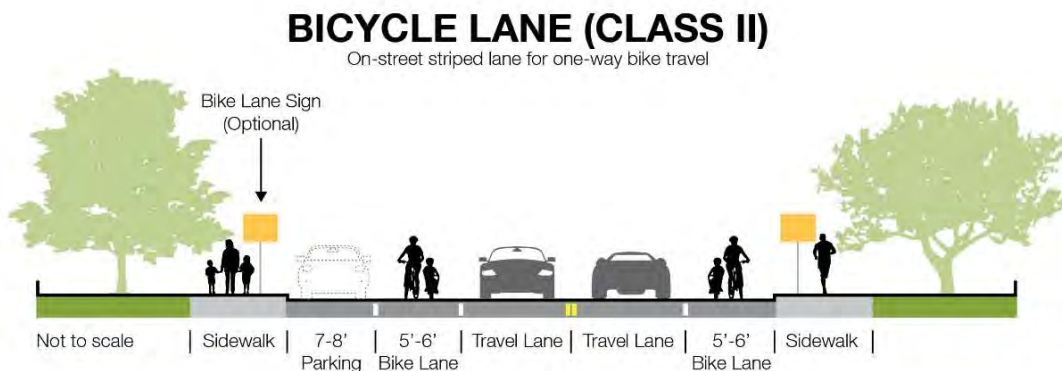 BICYCLE LANE (CLASS II)
On-street striped lane for one-way bike travel
Bike Lane Sign
(Optional)
Not to scale
Sidewalk
7-8’
Parking
5’-6’
Bike Lane
Travel Lane
Travel Lane
5’-6’
Bike Lane
Sidewalk